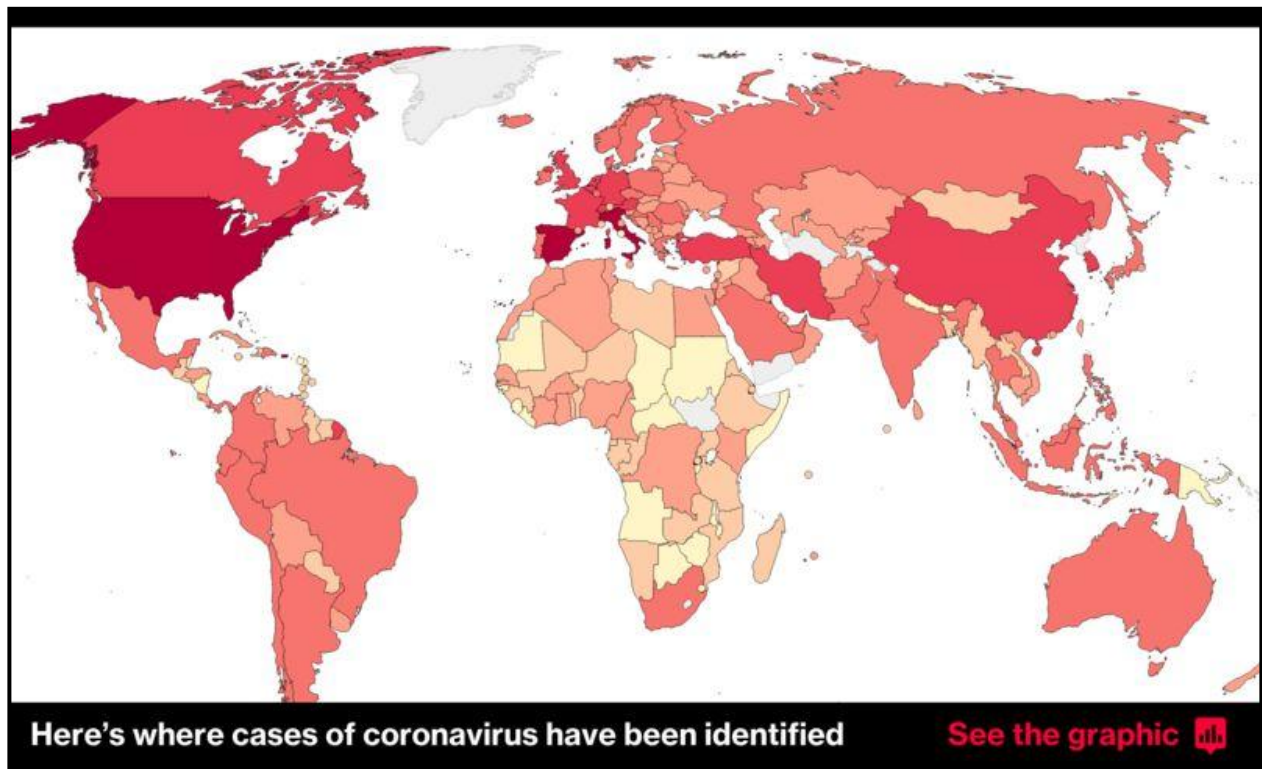 Here’s where cases of coronavirus have been identified
See the graphic